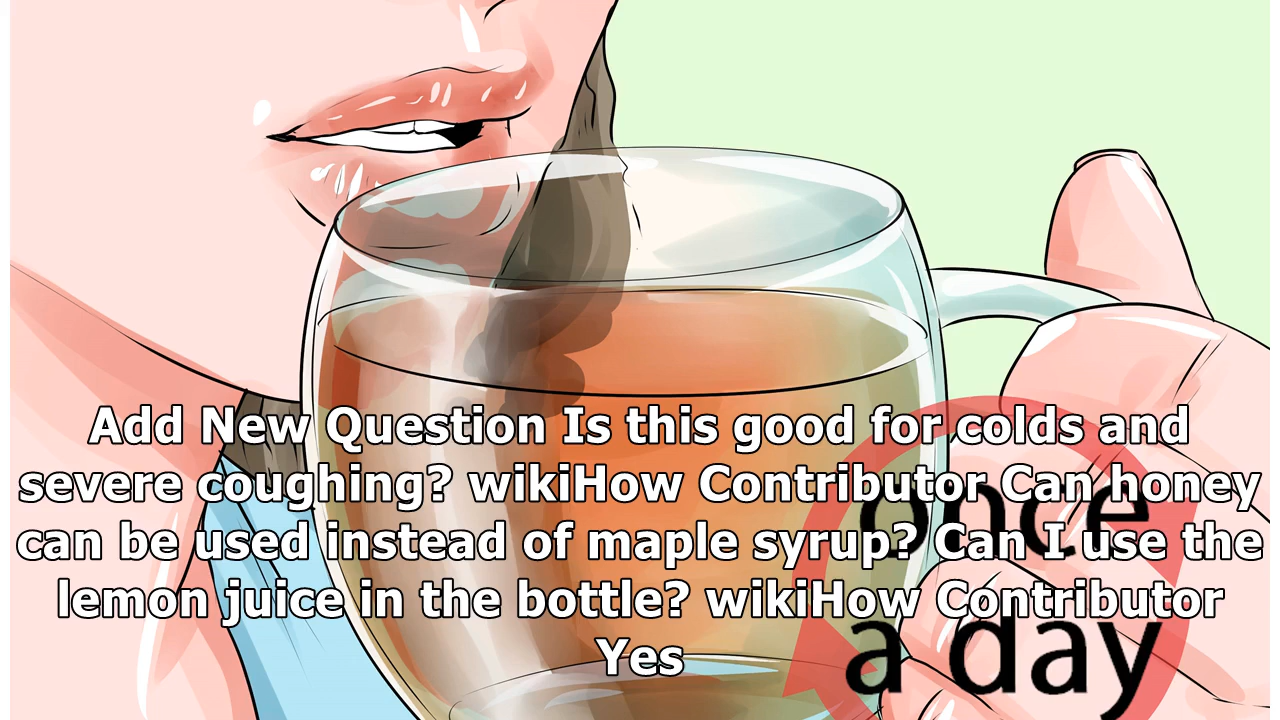 Add New Question Is this good for colds and
severe coughing? wikiHow Contributor Can honey
can be used instead of maple syrup? Can I use the
lemon juice in the bottle? wikiHow Contributor
Yes
once
a day